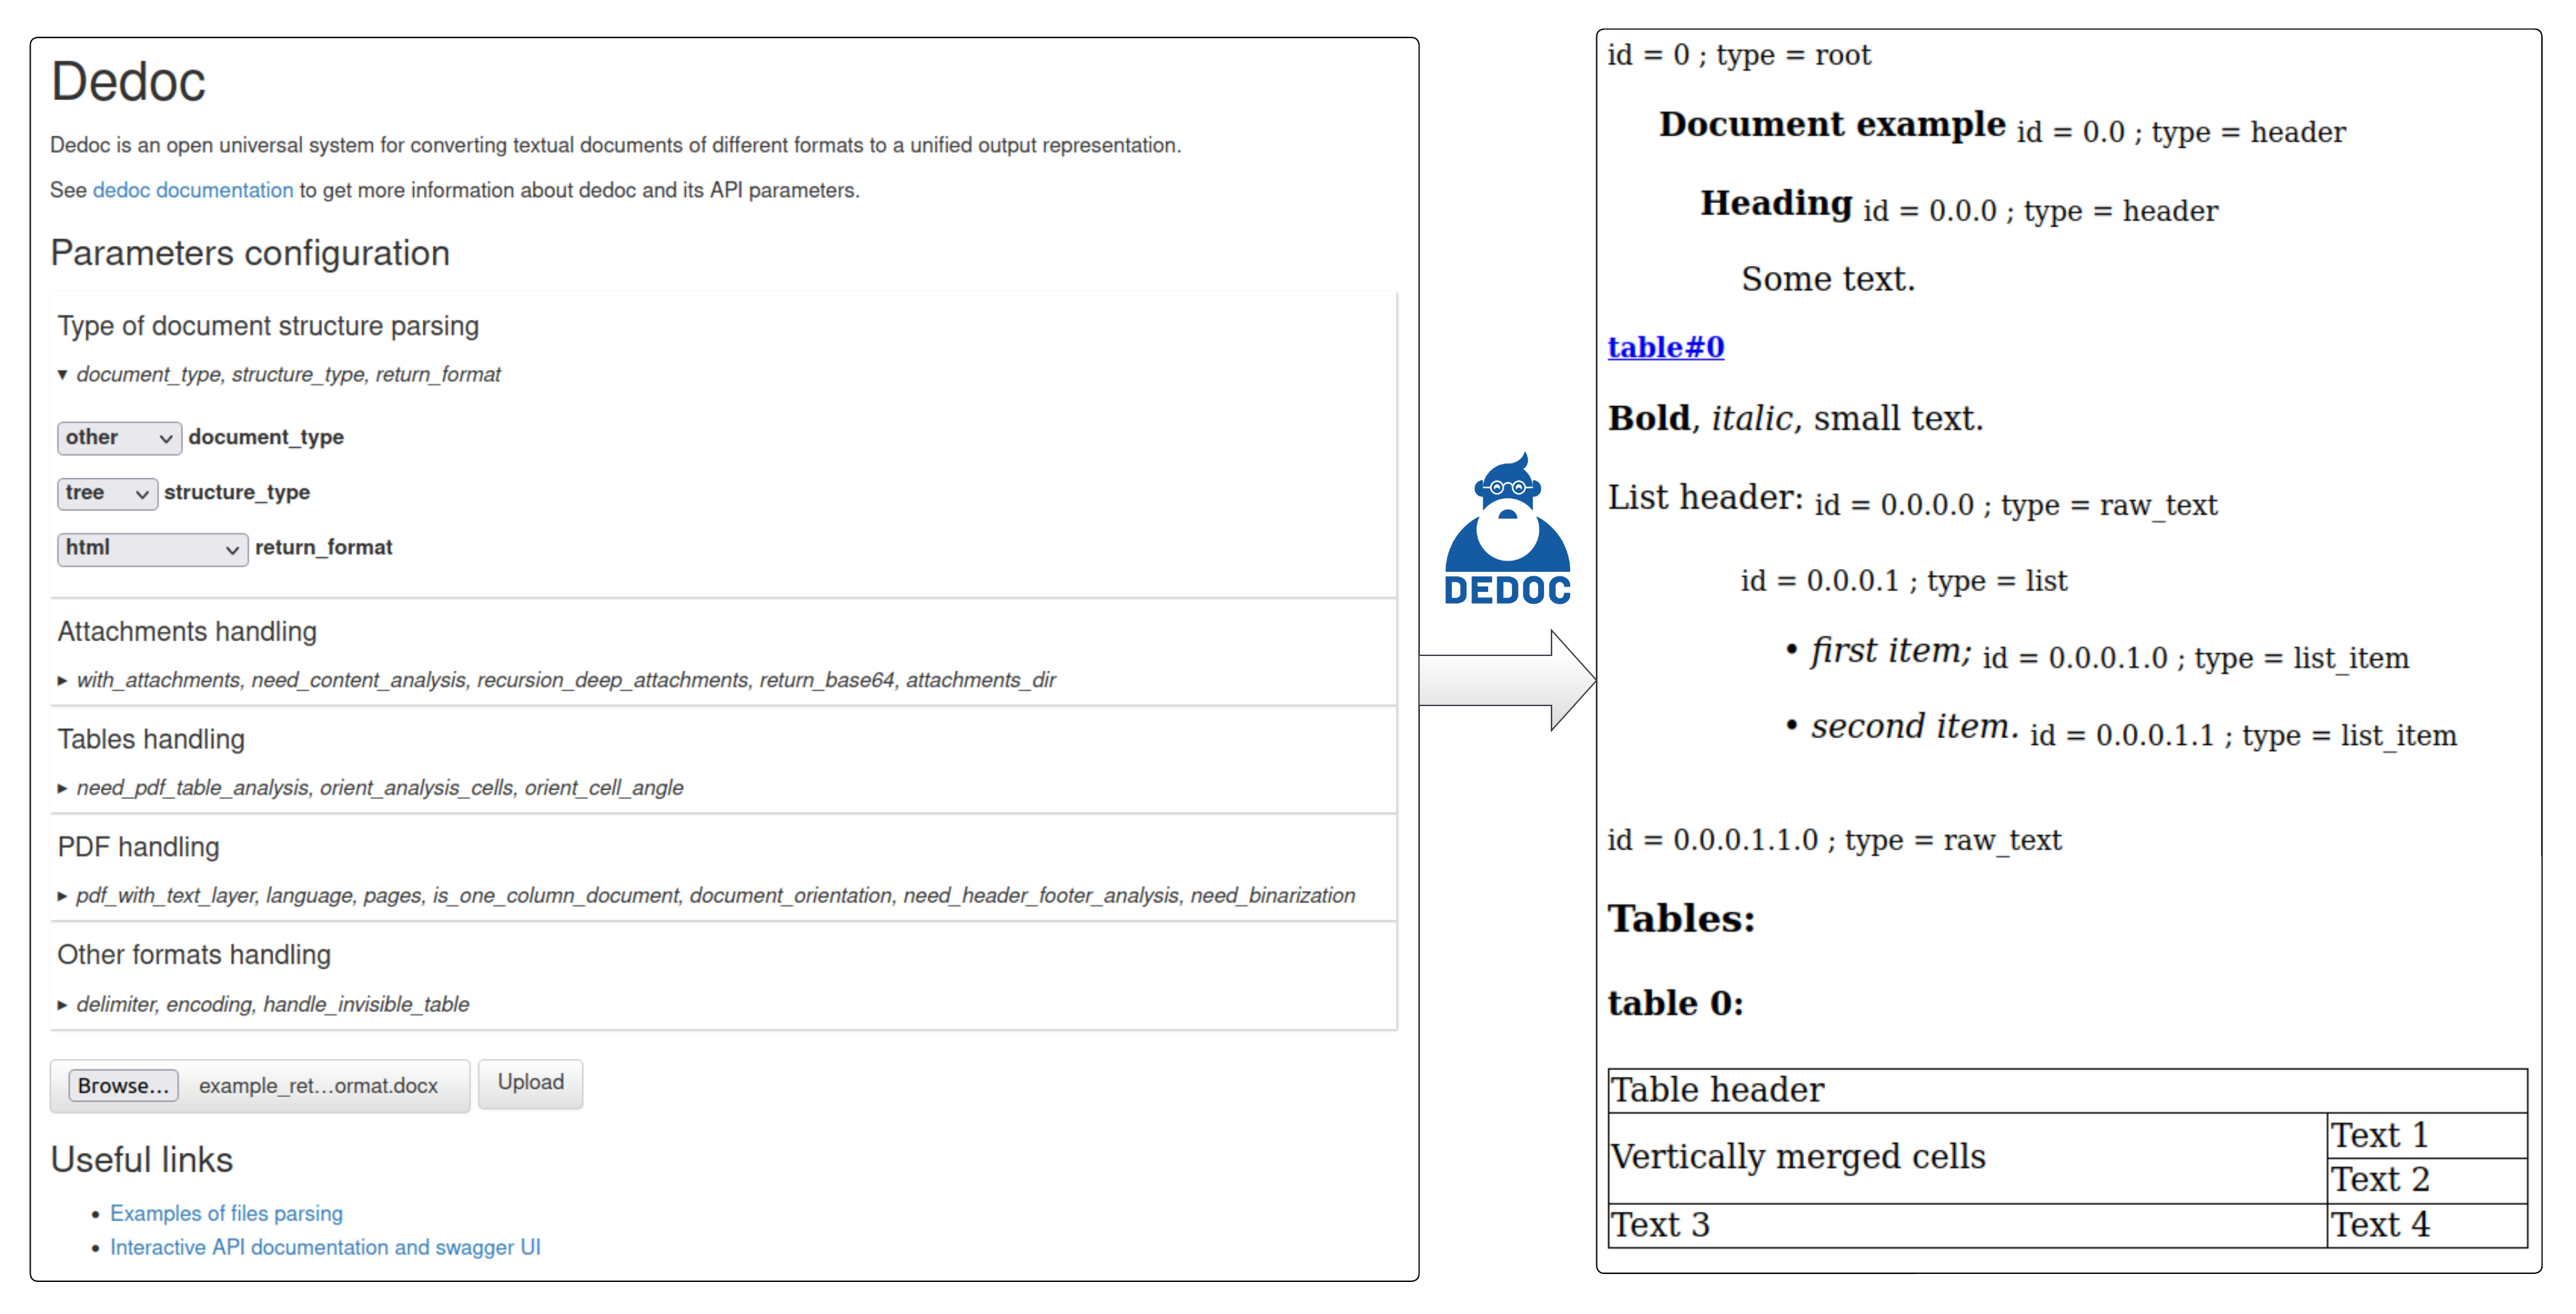 Dedoc
Dedoc is an open universal system for converting textual documents of different formats to a unified output representation.
See dedoc documentation to get more information about dedoc and its API parameters.
Parameters configuration
Type of document structure parsing
▾ document_type, structure_type, return_format
other document_type
tree structure_type
html return_format
Attachments handling
▸ with_attachments, need_content_analysis, recursion_deep_attachments, return_base64, attachments_dir
Tables handling
▸ need_pdf_table_analysis, orient_analysis_cells, orient_cell_angle
PDF handling
▸ pdf_with_text_layer, language, pages, is_one_column_document, document_orientation, need_header_footer_analysis, need_binarization
Other formats handling
▸ delimiter, encoding, handle_invisible_table
Browse... example_ret...ormat.docx Upload
Useful links
• Examples of files parsing
• Interactive API documentation and swagger UI
DEDOC
id = 0 ; type = root
Document example id = 0.0 ; type = header
Heading id = 0.0.0 ; type = header
Some text.
table#0
Bold, italic, small text.
List header: id = 0.0.0.0 ; type = raw_text
id = 0.0.0.1 ; type = list
• first item; id = 0.0.0.1.0 ; type = list_item
• second item. id = 0.0.0.1.1 ; type = list_item
id = 0.0.0.1.1.0 ; type = raw_text
Tables:
table 0:
Table header
Vertically merged cells
Text 1
Text 2
Text 3 Text 4